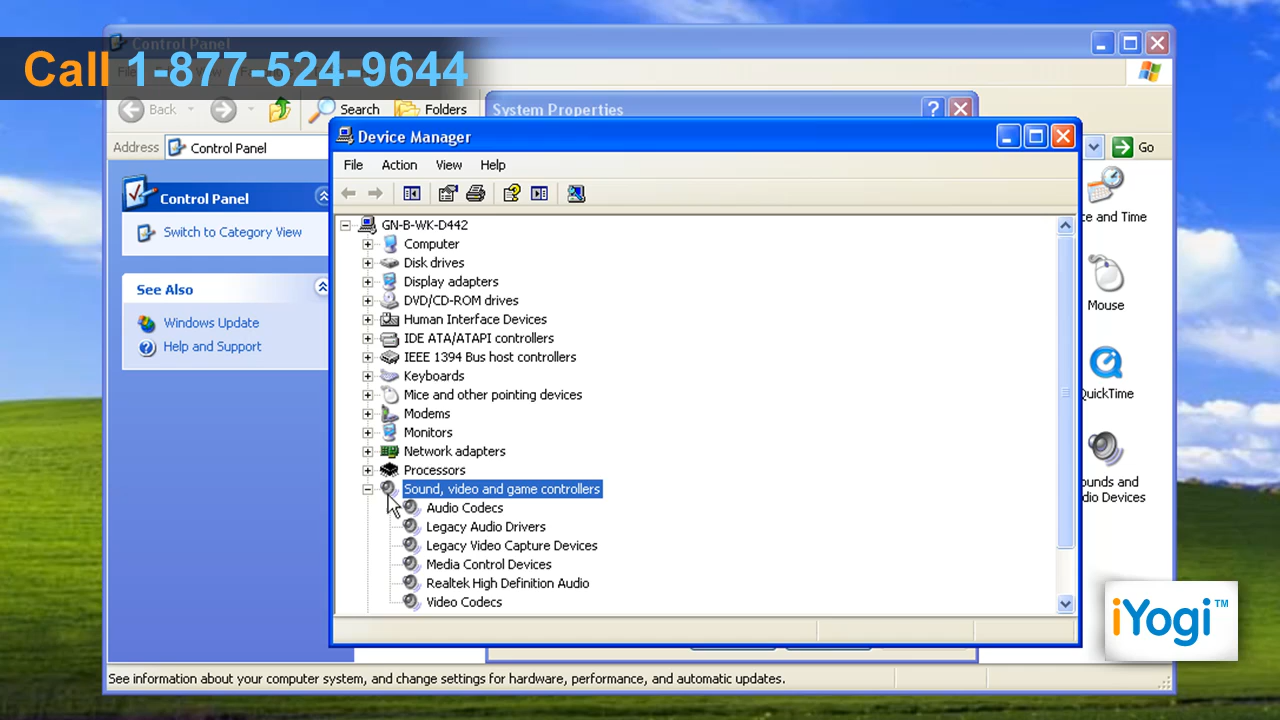 Control Panel
Call 1-877-524-9644
Back
Search
Folders
System Properties
Address
Control Panel
Go
Device Manager
File
Action
View
Help
Control Panel
Switch to Category View
See Also
Windows Update
Help and Support
GN-B-WK-D442
Computer
Disk drives
Display adapters
DVD/CD-ROM drives
Human Interface Devices
IDE ATA/ATAPI controllers
IEEE 1394 Bus host controllers
Keyboards
Mice and other pointing devices
Modems
Monitors
Network adapters
Processors
Sound, video and game controllers
Audio Codecs
Legacy Audio Drivers
Legacy Video Capture Devices
Media Control Devices
Realtek High Definition Audio
Video Codecs
e and Time
Mouse
QuickTime
ounds and
dio Devices
iYogi™
See information about your computer system, and change settings for hardware, performance, and automatic updates.